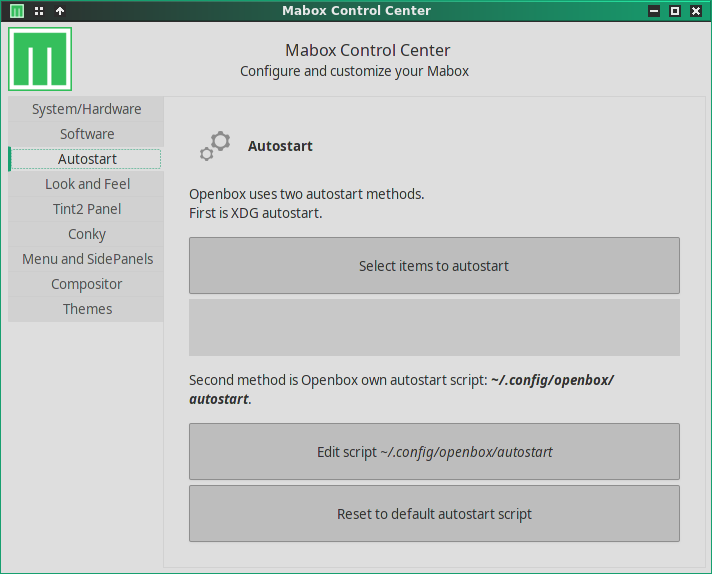 Mabox Control Center
Mabox Control Center
Configure and customize your Mabox
System/Hardware
Software
Autostart
Look and Feel
Tint2 Panel
Conky
Menu and SidePanels
Compositor
Themes
Autostart
Openbox uses two autostart methods.
First is XDG autostart.
Select items to autostart
Second method is Openbox own autostart script: ~/.config/openbox/
autostart.
Edit script ~/.config/openbox/autostart
Reset to default autostart script